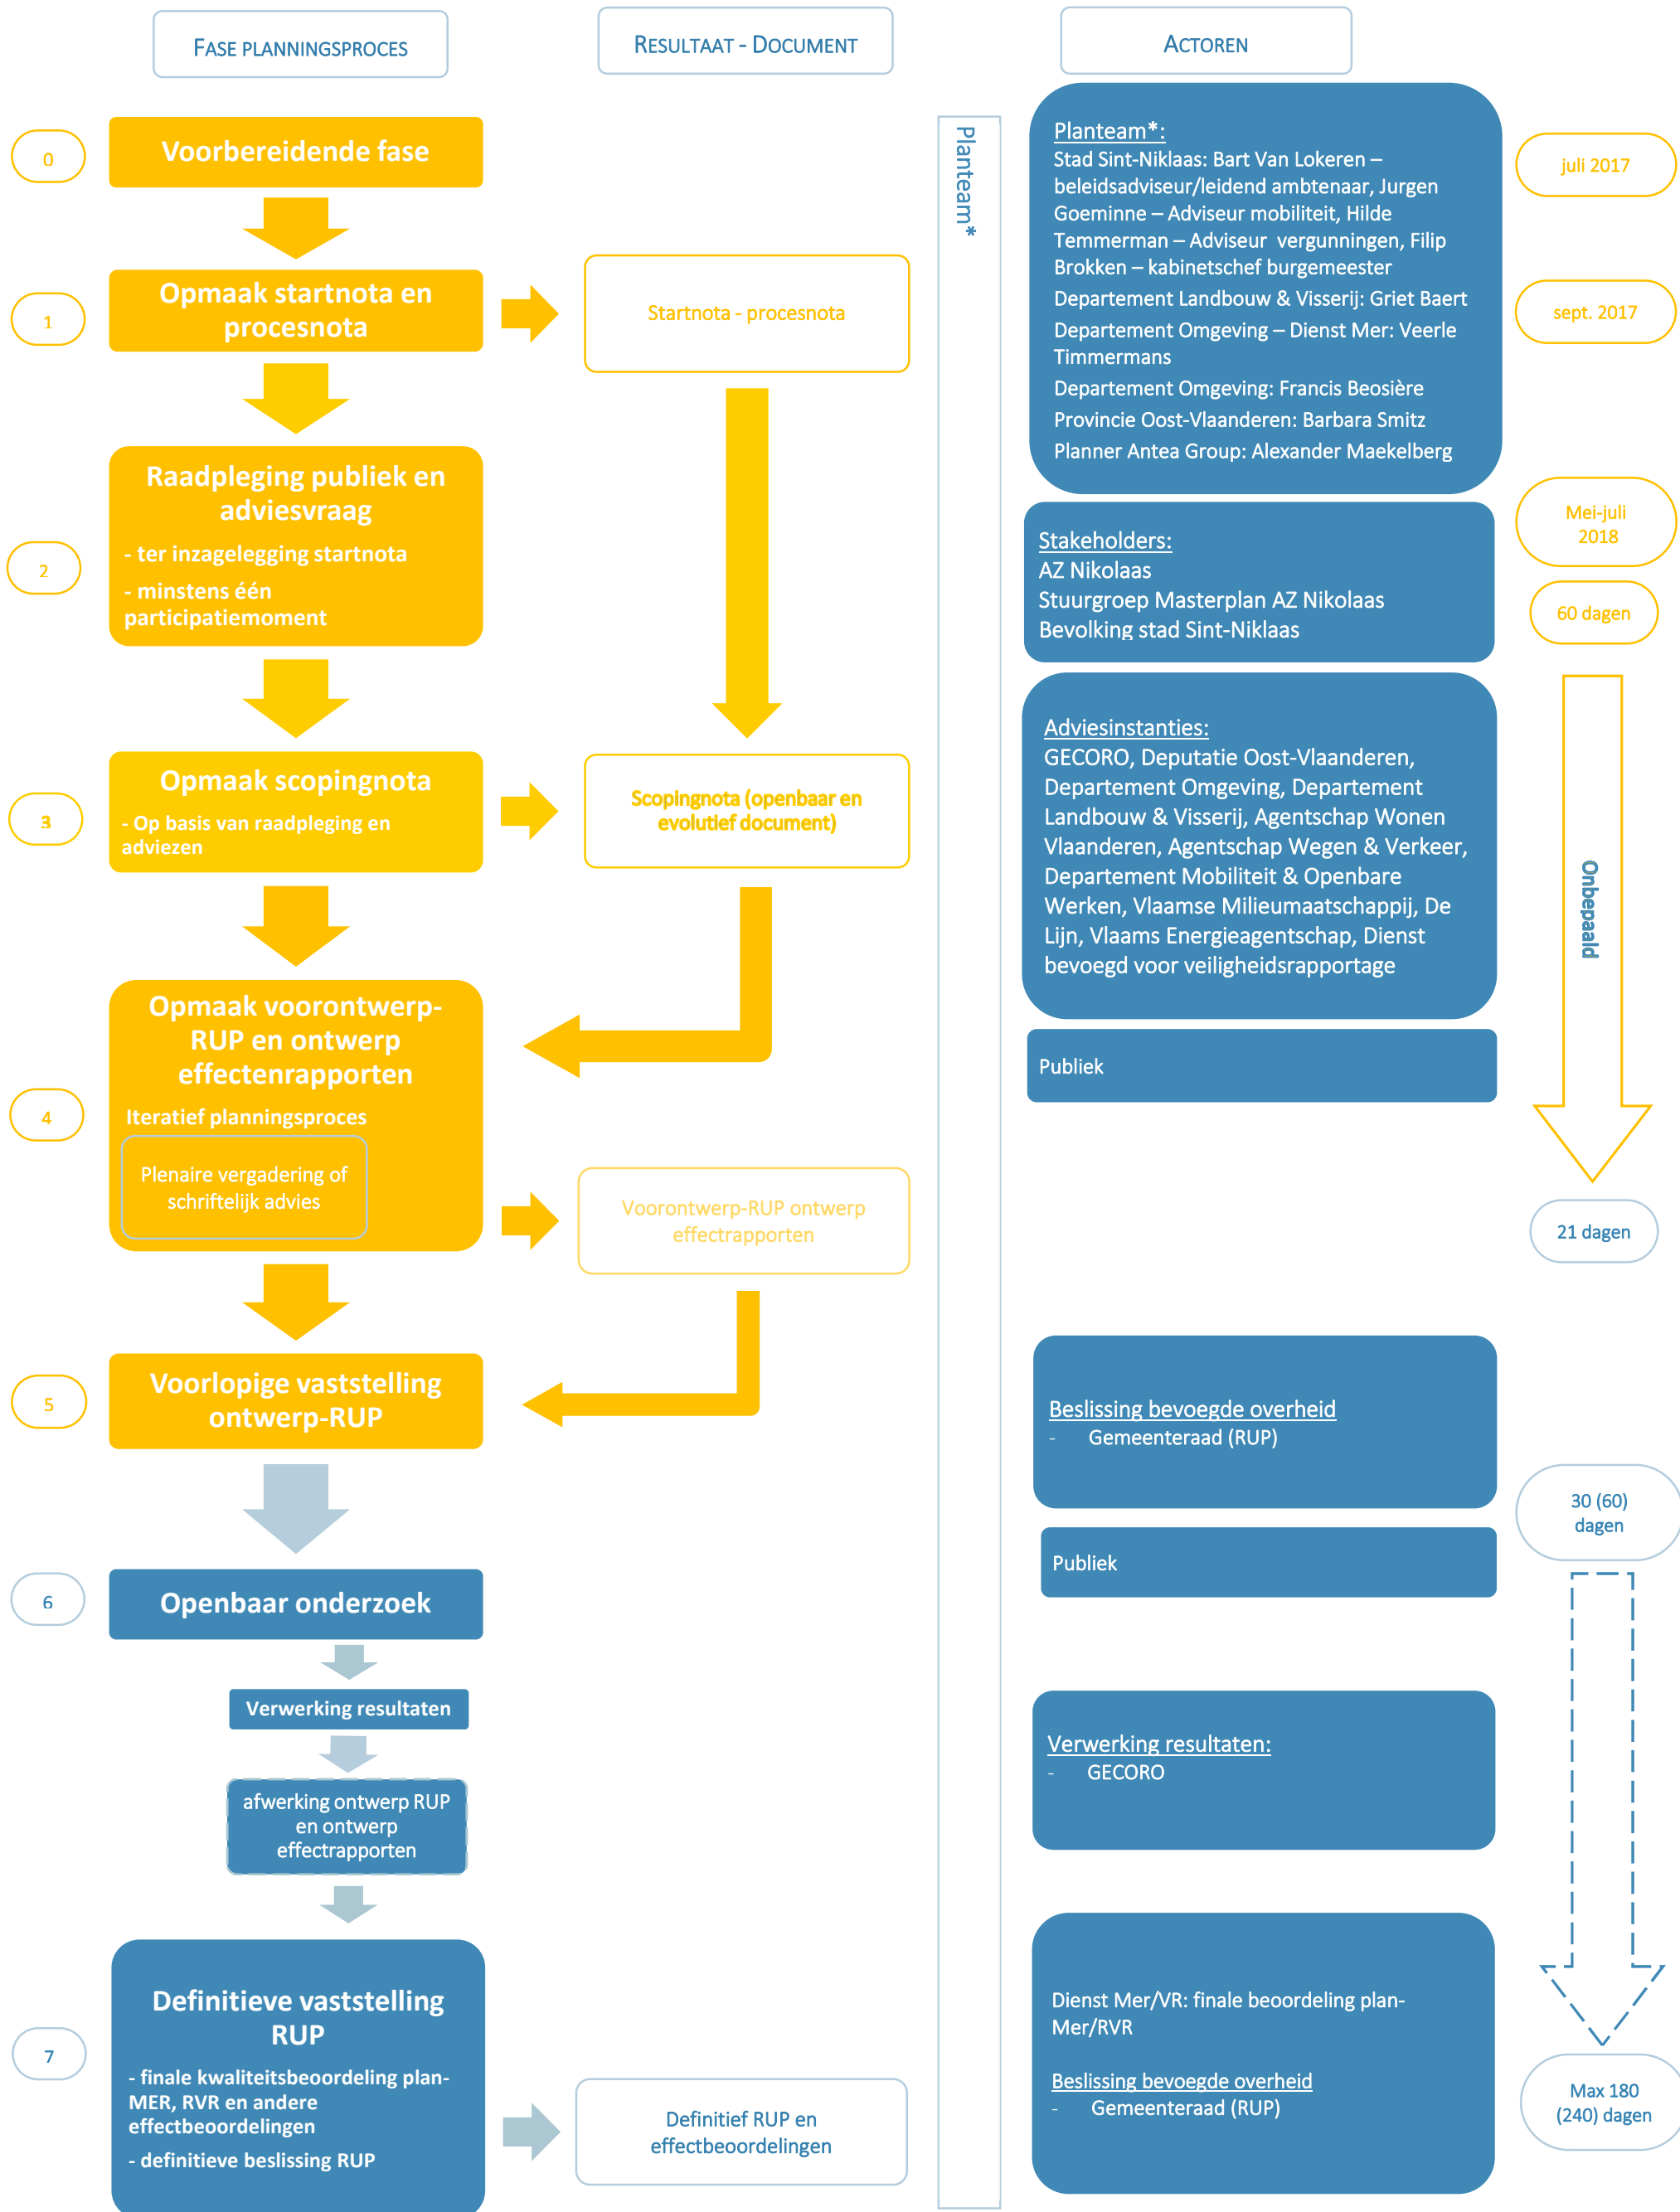 FASE PLANNINGSPROCES
RESULTAAT - DOCUMENT
ACTOREN
0
Voorbereidende fase
1
Opmaak startnota en
procesnota
Startnota - procesnota
2
Raadpleging publiek en
adviesvraag
- ter inzagelegging startnota
- minstens één
participatiemoment
3
Opmaak scopingnota
- Op basis van raadpleging en
adviezen
Scopingnota (openbaar en
evolutief document)
4
Opmaak voorontwerp-
RUP en ontwerp
effectenrapporten
Iteratief planningsproces
Plenaire vergadering of
schriftelijk advies
Voorontwerp-RUP ontwerp
effectrapporten
5
Voorlopige vaststelling
ontwerp-RUP
6
Openbaar onderzoek
Verwerking resultaten
afwerking ontwerp RUP
en ontwerp
effectrapporten
7
Definitieve vaststelling
RUP
- finale kwaliteitsbeoordeling plan-
MER, RVR en andere
effectbeoordelingen
- definitieve beslissing RUP
Definitief RUP en
effectbeoordelingen
Planteam*
Planteam*:
Stad Sint-Niklaas: Bart Van Lokeren –
beleidsadviseur/leidend ambtenaar, Jurgen
Goeminne – Adviseur mobiliteit, Hilde
Temmerman – Adviseur vergunningen, Filip
Brokken – kabinetschef burgemeester
Departement Landbouw & Visserij: Griet Baert
Departement Omgeving – Dienst Mer: Veerle
Timmermans
Departement Omgeving: Francis Beosière
Provincie Oost-Vlaanderen: Barbara Smitz
Planner Antea Group: Alexander Maekelberg
Stakeholders:
AZ Nikolaas
Stuurgroep Masterplan AZ Nikolaas
Bevolking stad Sint-Niklaas
Adviesinstanties:
GECORO, Deputatie Oost-Vlaanderen,
Departement Omgeving, Departement
Landbouw & Visserij, Agentschap Wonen
Vlaanderen, Agentschap Wegen & Verkeer,
Departement Mobiliteit & Openbare
Werken, Vlaamse Milieumaatschappij, De
Lijn, Vlaams Energieagentschap, Dienst
bevoegd voor veiligheidsrapportage
Publiek
Beslissing bevoegde overheid
- Gemeenteraad (RUP)
Publiek
Verwerking resultaten:
- GECORO
Dienst Mer/VR: finale beoordeling plan-
Mer/RVR
Beslissing bevoegde overheid
- Gemeenteraad (RUP)
juli 2017
sept. 2017
Mei-juli
2018
60 dagen
Onbepaald
21 dagen
30 (60)
dagen
Max 180
(240) dagen